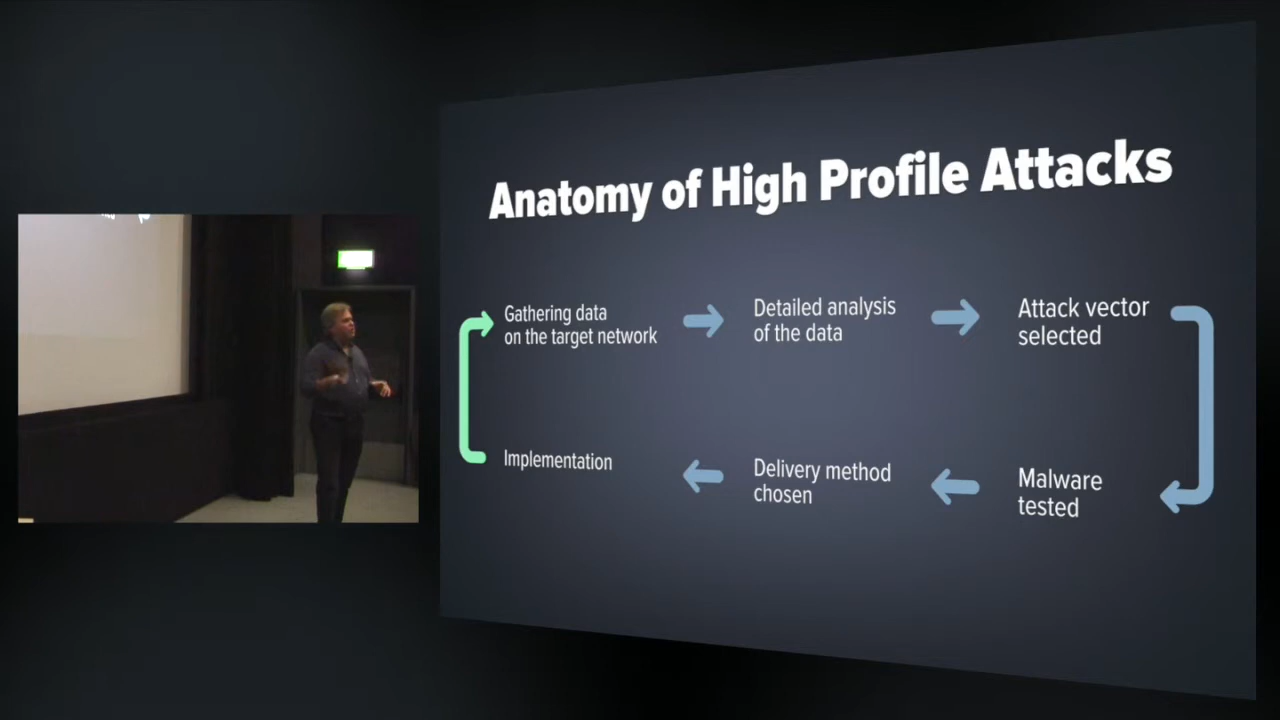 Anatomy of High Profile Attacks
Gathering data
on the target network
Detailed analysis
of the data
Attack vector
selected
Malware
tested
Delivery method
chosen
Implementation